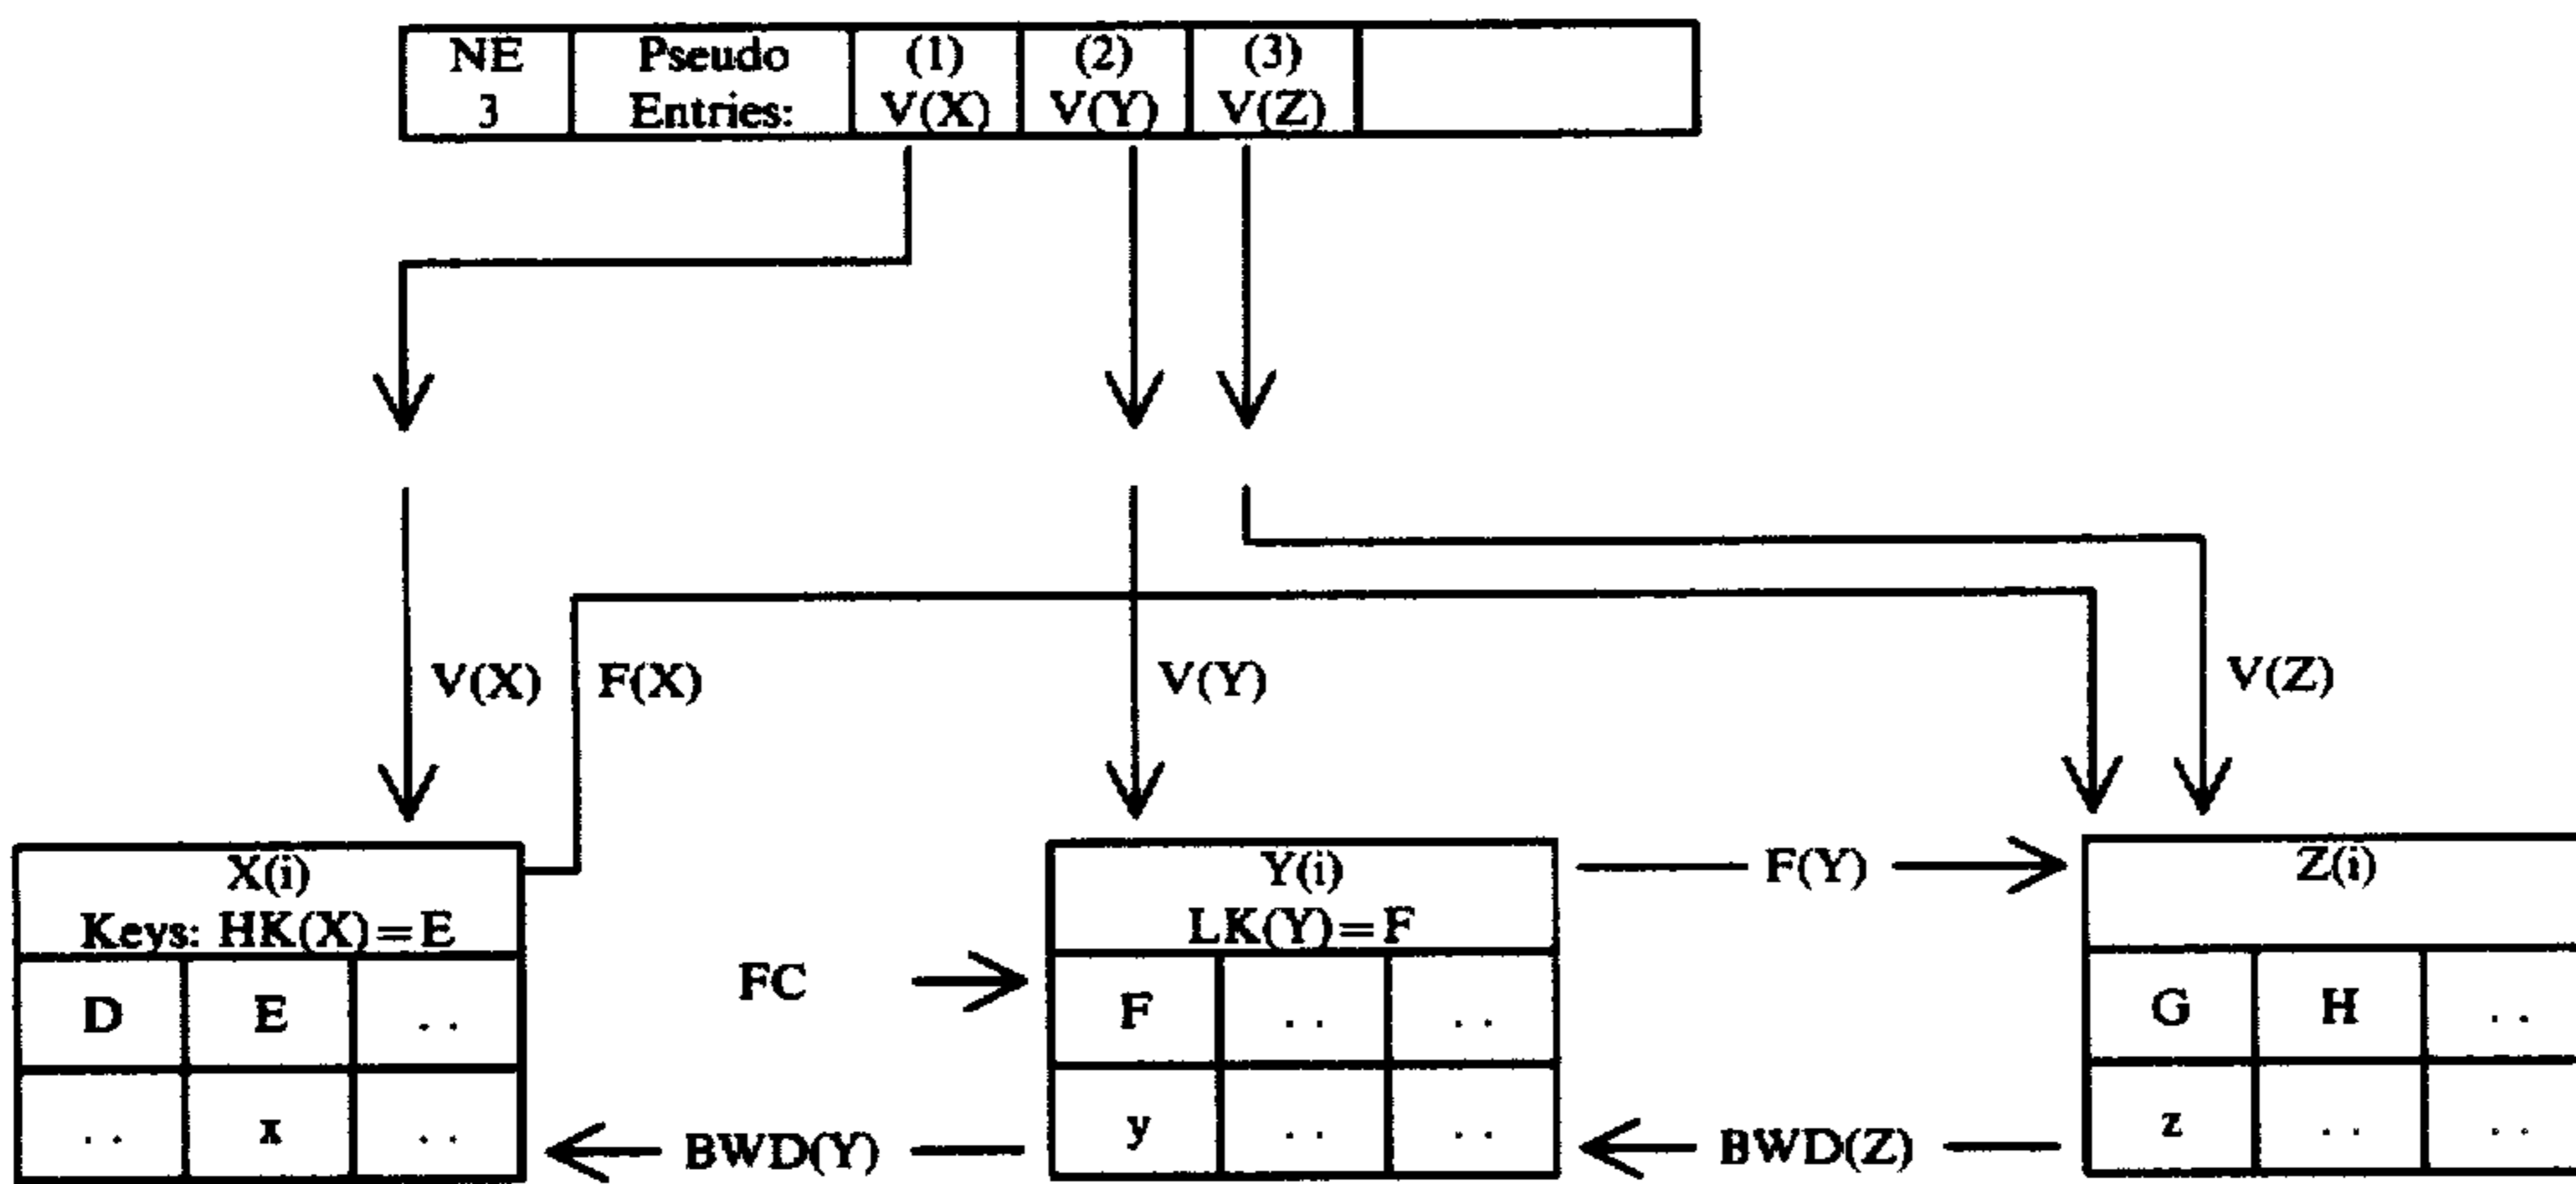 NE Pseudo (1) (2) (3)
3 Entries: V(X) V(Y) V(Z)
V(X) F(X) V(Y) V(Z)
X(i)
Keys: HK(X)=E
D E ..
.. x ..
FC
BWD(Y)
Y(i)
LK(Y)=F
F .. ..
y .. ..
F(Y)
BWD(Z)
Z(i)
G H ..
z .. ..